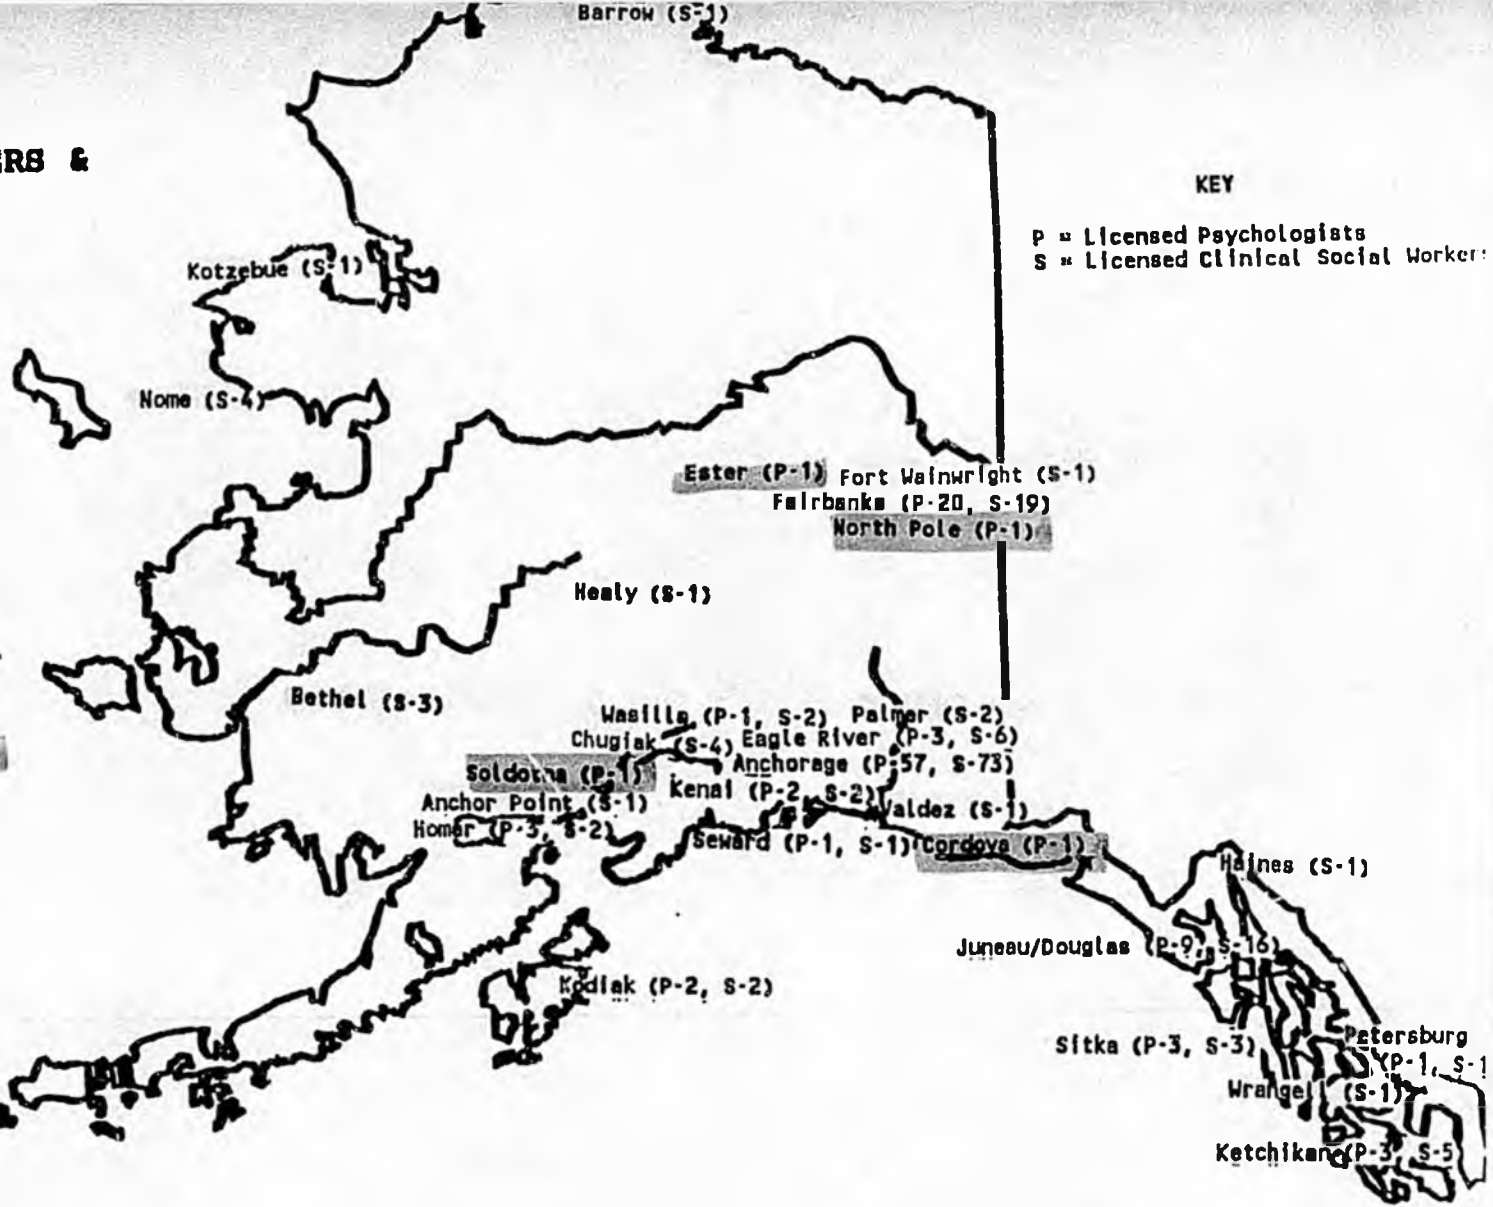 Barrow (S-1)
ERS &
KEY
P = Licensed Psychologists
S = Licensed Clinical Social Workers
Kotzebue (S-1)
Nome (S-4)
Ester (P-1) Fort Wainwright (S-1)
Fairbanks (P-20, S-19)
North Pole (P-1)
Healy (S-1)
Bethel (S-3)
Wasilla (P-1, S-2) Palmer (S-2)
Chugiak (S-4) Eagle River (P-3, S-6)
Soldotna (P-1) Anchorage (P-57, S-73)
Kenai (P-2, S-2)
Anchor Point (S-1) Valdez (S-1)
Homer (P-3, S-2)
Seward (P-1, S-1) Cordova (P-1)
Haines (S-1)
Juneau/Douglas (P-9, S-16)
Kodiak (P-2, S-2)
Sitka (P-3, S-3) Petersburg
(P-1, S-1
Wrangell (S-1)
Ketchikan (P-3, S-5